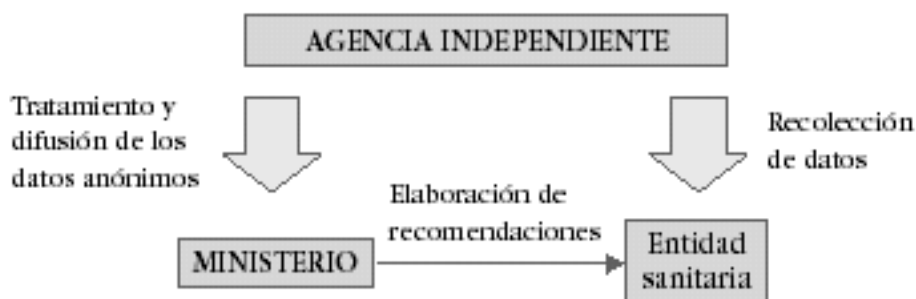 AGENCIA INDEPENDIENTE
Tratamiento y
difusión de los
datos anónimos
Recolección
de datos
Elaboración de
recomendaciones
MINISTERIO
Entidad
sanitaria